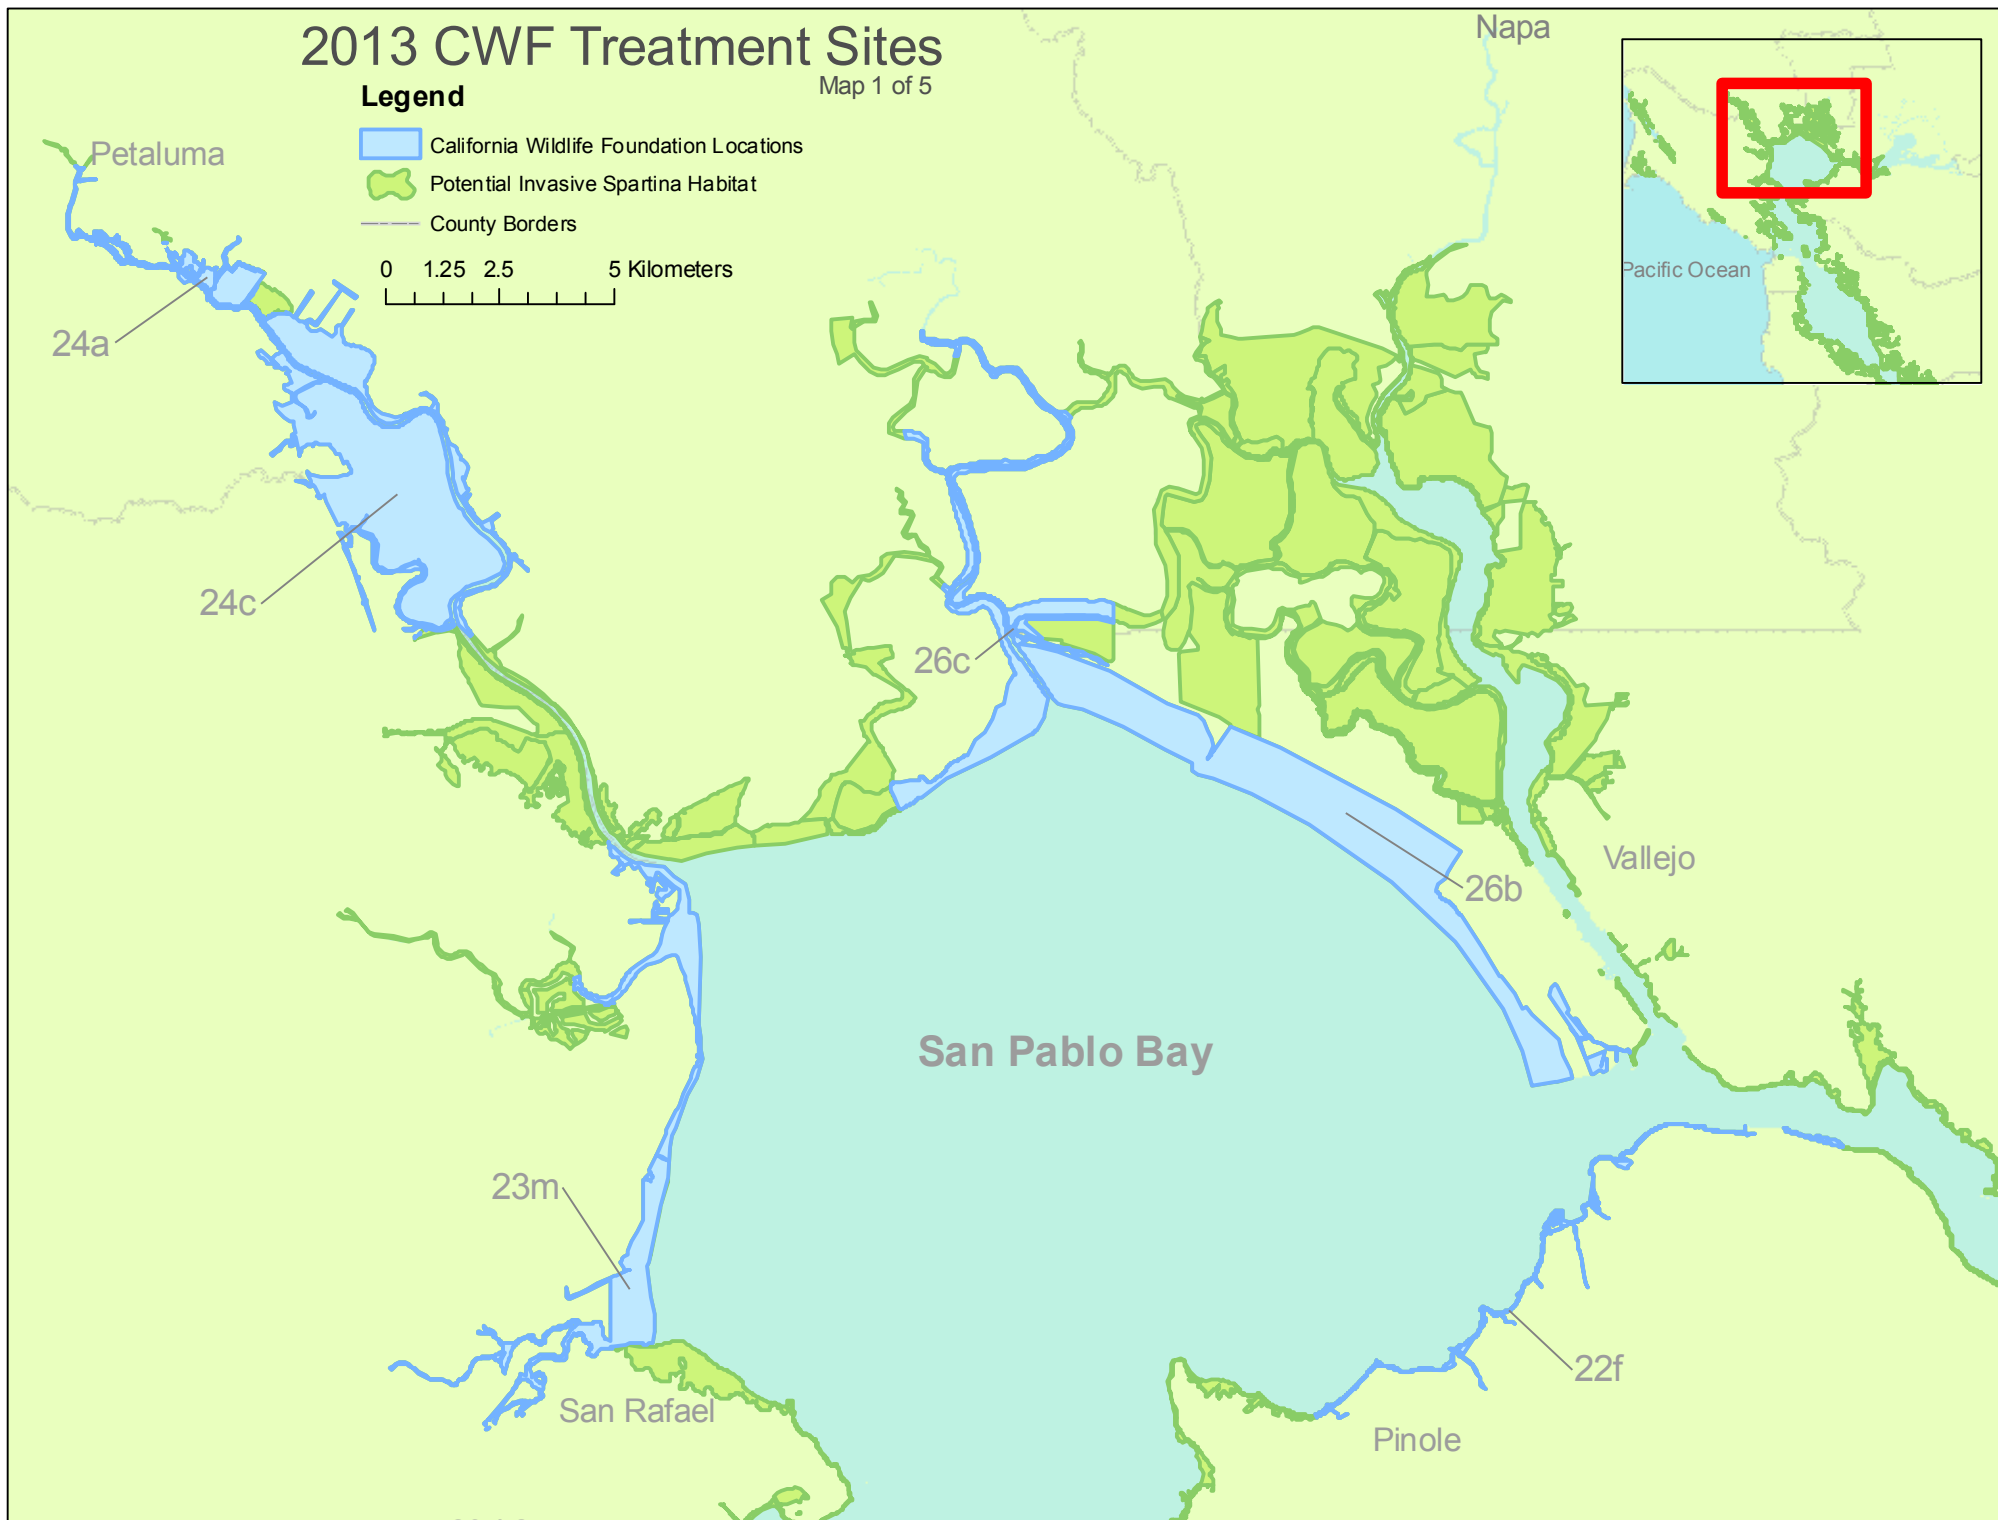 2013 CWF Treatment Sites
Map 1 of 5
Legend
California Wildlife Foundation Locations
Potential Invasive Spartina Habitat
County Borders
0 1.25 2.5 5 Kilometers
Napa
Petaluma
Pacific Ocean
24a
24c
26c
26b
Vallejo
San Pablo Bay
23m
22f
San Rafael
Pinole